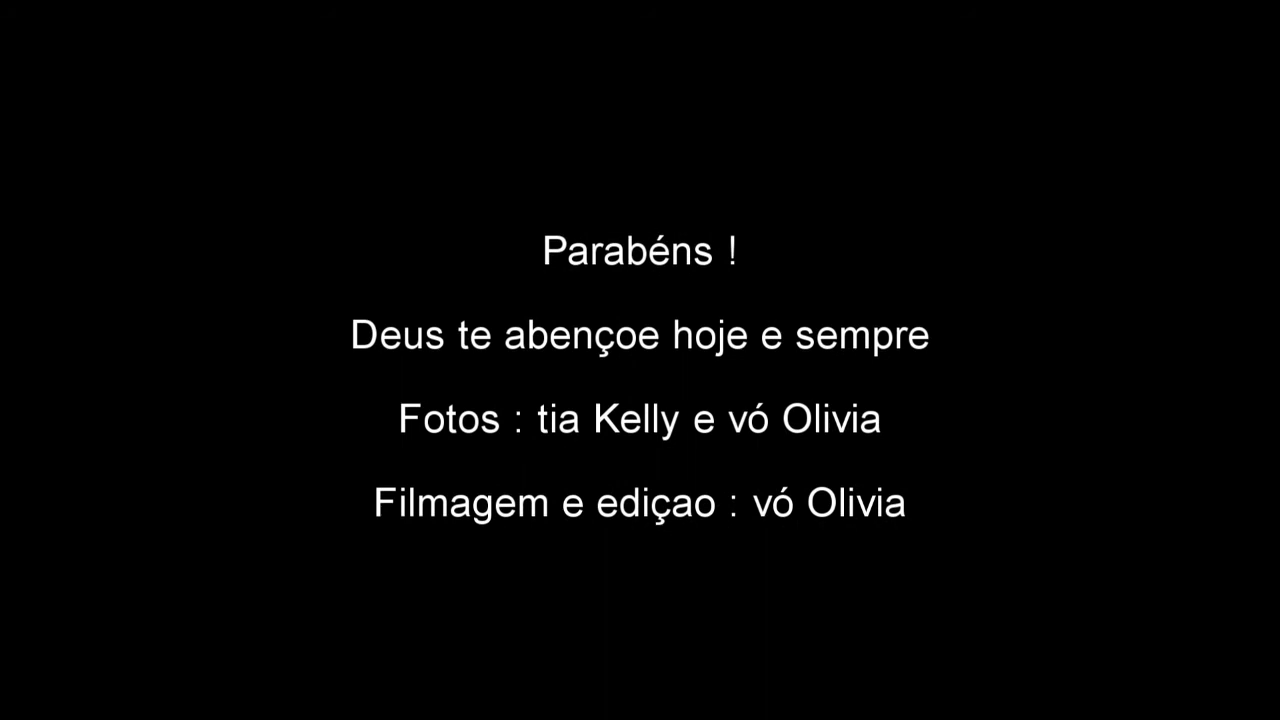 Parabéns !
Deus te abençoe hoje e sempre
Fotos : tia Kelly e vó Olivia
Filmagem e ediçao : vó Olivia